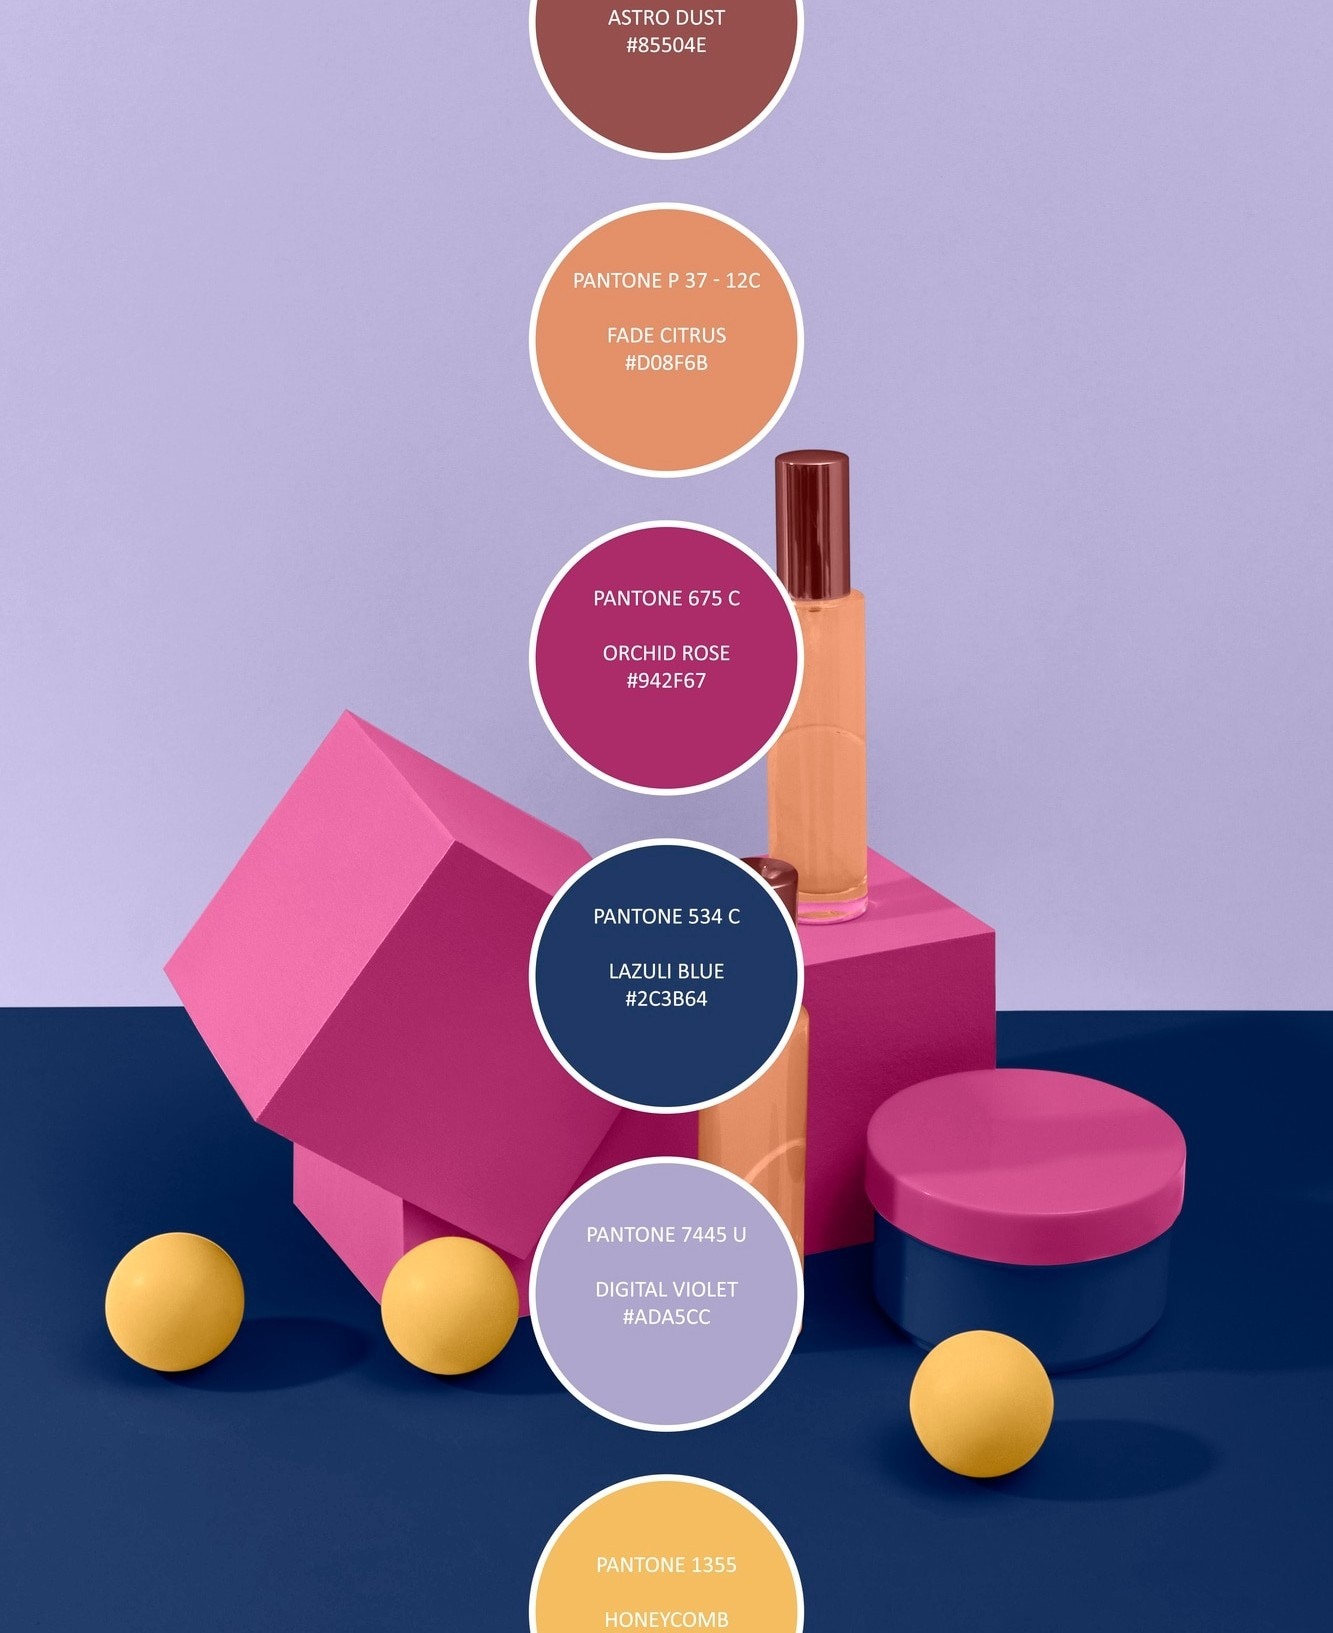 ASTRO DUST
#85504E
PANTONE P 37 - 12C
FADE CITRUS
#D08F6B
PANTONE 675 C
ORCHID ROSE
#942F67
PANTONE 534 C
LAZULI BLUE
#2C3B64
PANTONE 7445 U
DIGITAL VIOLET
#ADA5CC
PANTONE 1355
HONEYCOMB